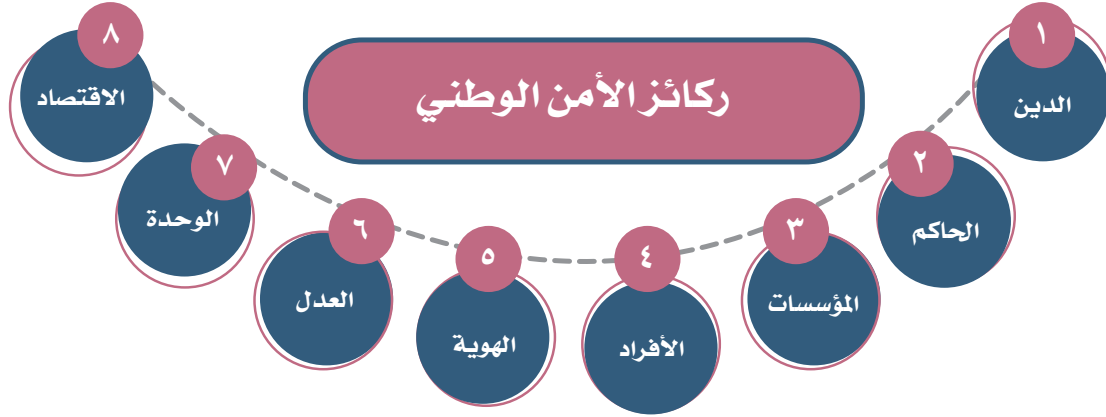 ركائز الأمن الوطني
١
الدين
٢
الحاكم
٣
المؤسسات
٤
الأفراد
٥
الهوية
٦
العدل
٧
الوحدة
٨
الاقتصاد